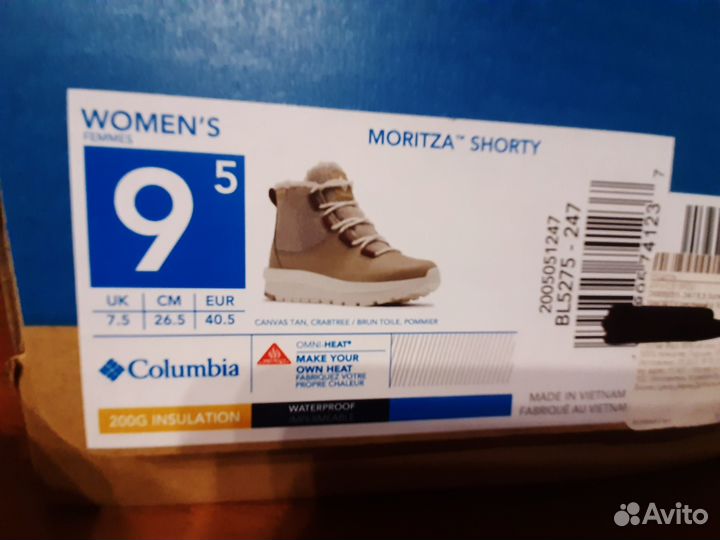 WOMEN'S
FEMMES
MORITZA™ SHORTY
9 5
UK CM EUR
7.5 26.5 40.5
CANVAS TAN, CRABTREE / BRUN TOILE, POMMIER
Columbia
OMNI-HEAT®
MAKE YOUR
OWN HEAT
FABRIQUEZ VOTRE
PROPRE CHALEUR
200G INSULATION
WATERPROOF
IMPERMÉABLE
2005051247
BL5275 - 247
74123 7
MADE IN VIETNAM
FABRIQUÉ AU VIETNAM
Avito